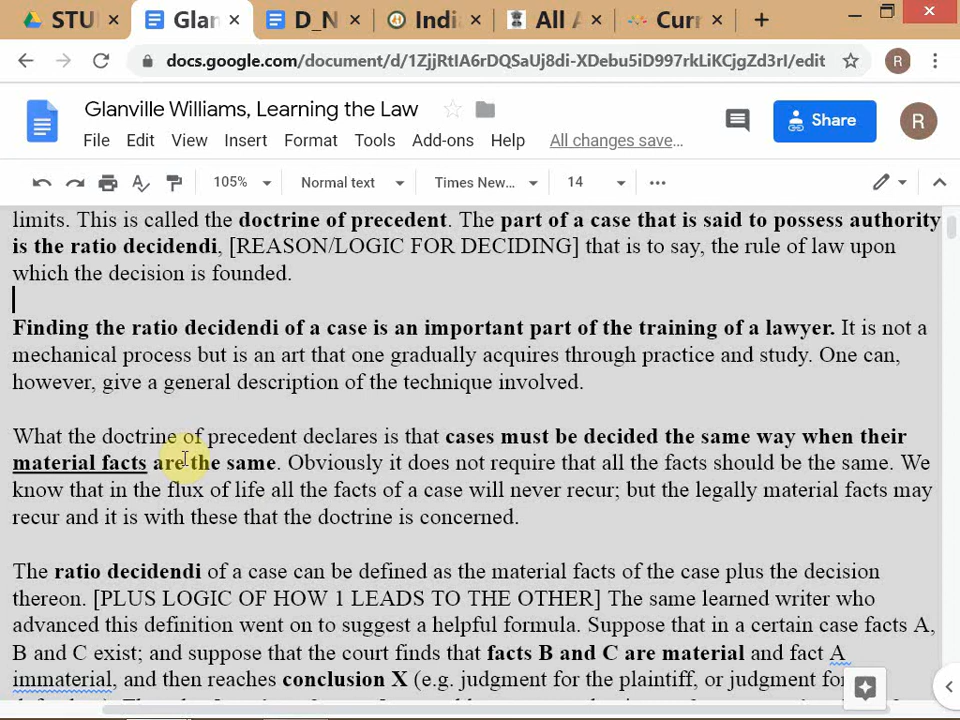 STU
Glan
D_N
Indi
All A
Curr
docs.google.com/document/d/1ZjjRtIA6rDQSaUj8di-XDebu5iD997rkLiKCjgZd3rI/edit
R
Glanville Williams, Learning the Law
Share
R
File Edit View Insert Format Tools Add-ons Help All changes save...
105% Normal text Times New... 14
limits. This is called the doctrine of precedent. The part of a case that is said to possess authority
is the ratio decidendi, [REASON/LOGIC FOR DECIDING] that is to say, the rule of law upon
which the decision is founded.
Finding the ratio decidendi of a case is an important part of the training of a lawyer. It is not a
mechanical process but is an art that one gradually acquires through practice and study. One can,
however, give a general description of the technique involved.
What the doctrine of precedent declares is that cases must be decided the same way when their
material facts are the same. Obviously it does not require that all the facts should be the same. We
know that in the flux of life all the facts of a case will never recur; but the legally material facts may
recur and it is with these that the doctrine is concerned.
The ratio decidendi of a case can be defined as the material facts of the case plus the decision
thereon. [PLUS LOGIC OF HOW 1 LEADS TO THE OTHER] The same learned writer who
advanced this definition went on to suggest a helpful formula. Suppose that in a certain case facts A,
B and C exist; and suppose that the court finds that facts B and C are material and fact A
immaterial, and then reaches conclusion X (e.g. judgment for the plaintiff, or judgment for